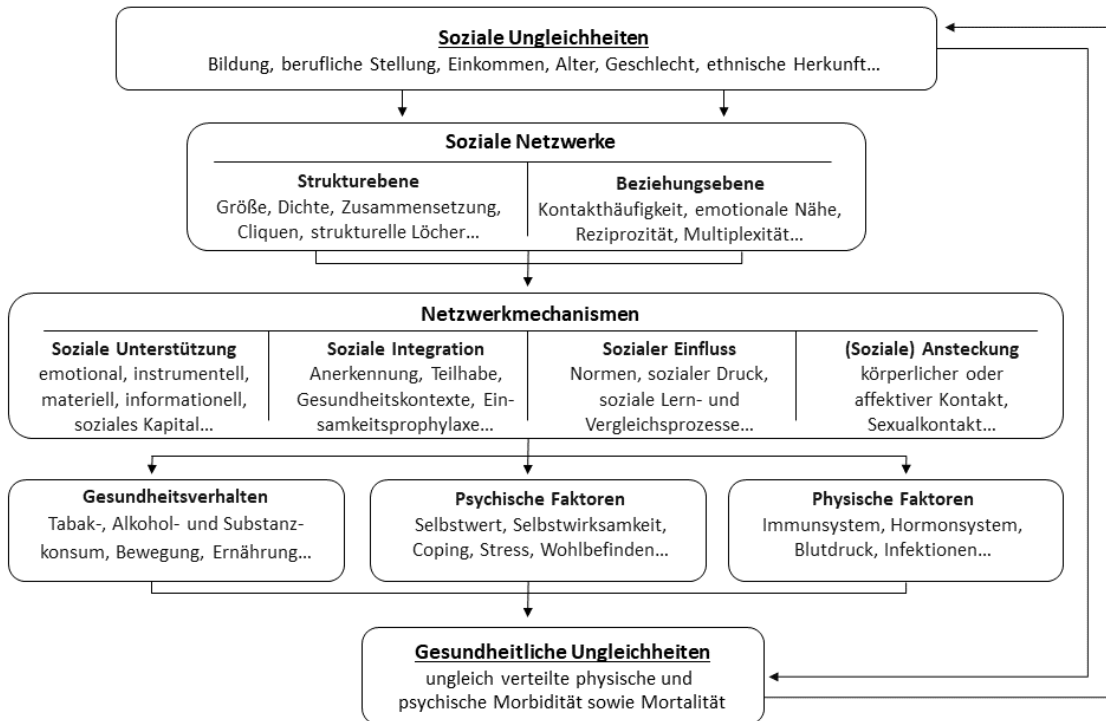 Soziale Ungleichheiten
Bildung, berufliche Stellung, Einkommen, Alter, Geschlecht, ethnische Herkunft...
Soziale Netzwerke
Strukturebene
Größe, Dichte, Zusammensetzung,
Cliquen, strukturelle Löcher...
Beziehungsebene
Kontakthäufigkeit, emotionale Nähe,
Reziprozität, Multiplexität...
Netzwerkmechanismen
Soziale Unterstützung
emotional, instrumentell,
materiell, informationell,
soziales Kapital...
Soziale Integration
Anerkennung, Teilhabe,
Gesundheitskontexte, Ein-
samkeitsprophylaxe...
Sozialer Einfluss
Normen, sozialer Druck,
soziale Lern- und
Vergleichsprozesse...
(Soziale) Ansteckung
körperlicher oder
affektiver Kontakt,
Sexualkontakt...
Gesundheitsverhalten
Tabak-, Alkohol- und Substanz-
konsum, Bewegung, Ernährung...
Psychische Faktoren
Selbstwert, Selbstwirksamkeit,
Coping, Stress, Wohlbefinden...
Physische Faktoren
Immunsystem, Hormonsystem,
Blutdruck, Infektionen...
Gesundheitliche Ungleichheiten
ungleich verteilte physische und
psychische Morbidität sowie Mortalität